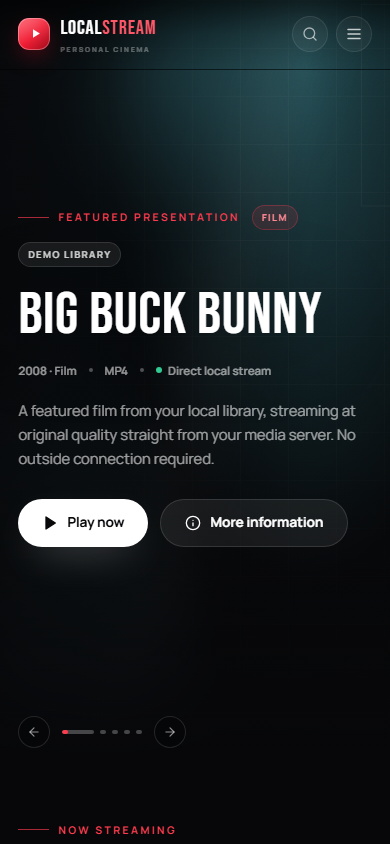 LOCALSTREAM
PERSONAL CINEMA
FEATURED PRESENTATION FILM
DEMO LIBRARY
BIG BUCK BUNNY
2008 · Film • MP4 • Direct local stream
A featured film from your local library, streaming at
original quality straight from your media server. No
outside connection required.
Play now
More information
NOW STREAMING